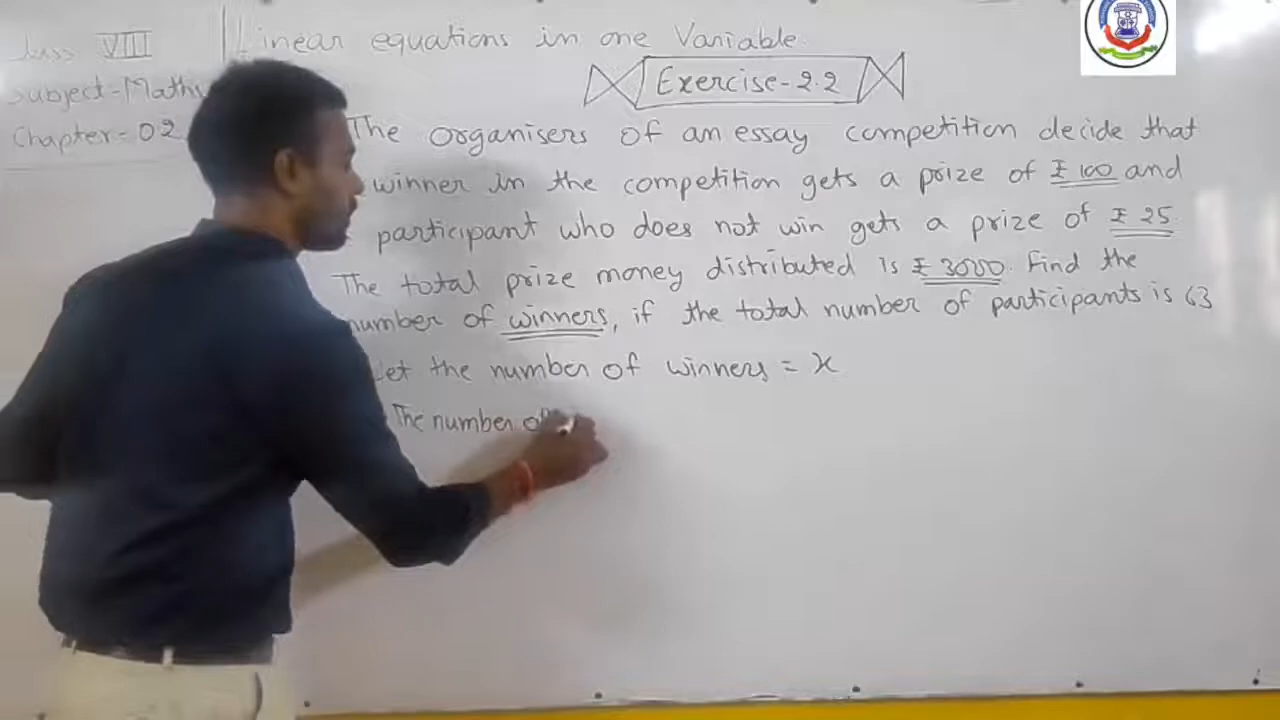 Class VIII
Subject-Maths
Chapter-02
Linear equations in one Variable.
Exercise-2.2
The organisers of an essay competition decide that
winner in the competition gets a prize of ₹ 100 and
participant who does not win gets a prize of ₹ 25.
The total prize money distributed is ₹ 3000. Find the
number of winners, if the total number of participants is 63
Let the number of winners = x
The number of